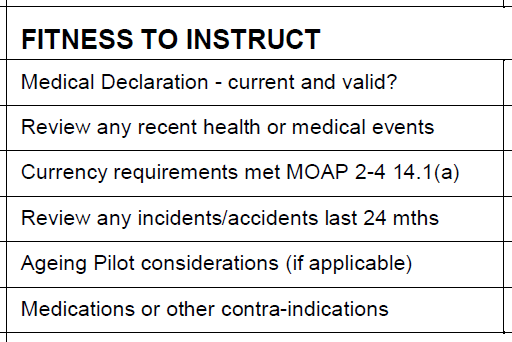 FITNESS TO INSTRUCT
Medical Declaration - current and valid?
Review any recent health or medical events
Currency requirements met MOAP 2-4 14.1(a)
Review any incidents/accidents last 24 mths
Ageing Pilot considerations (if applicable)
Medications or other contra-indications